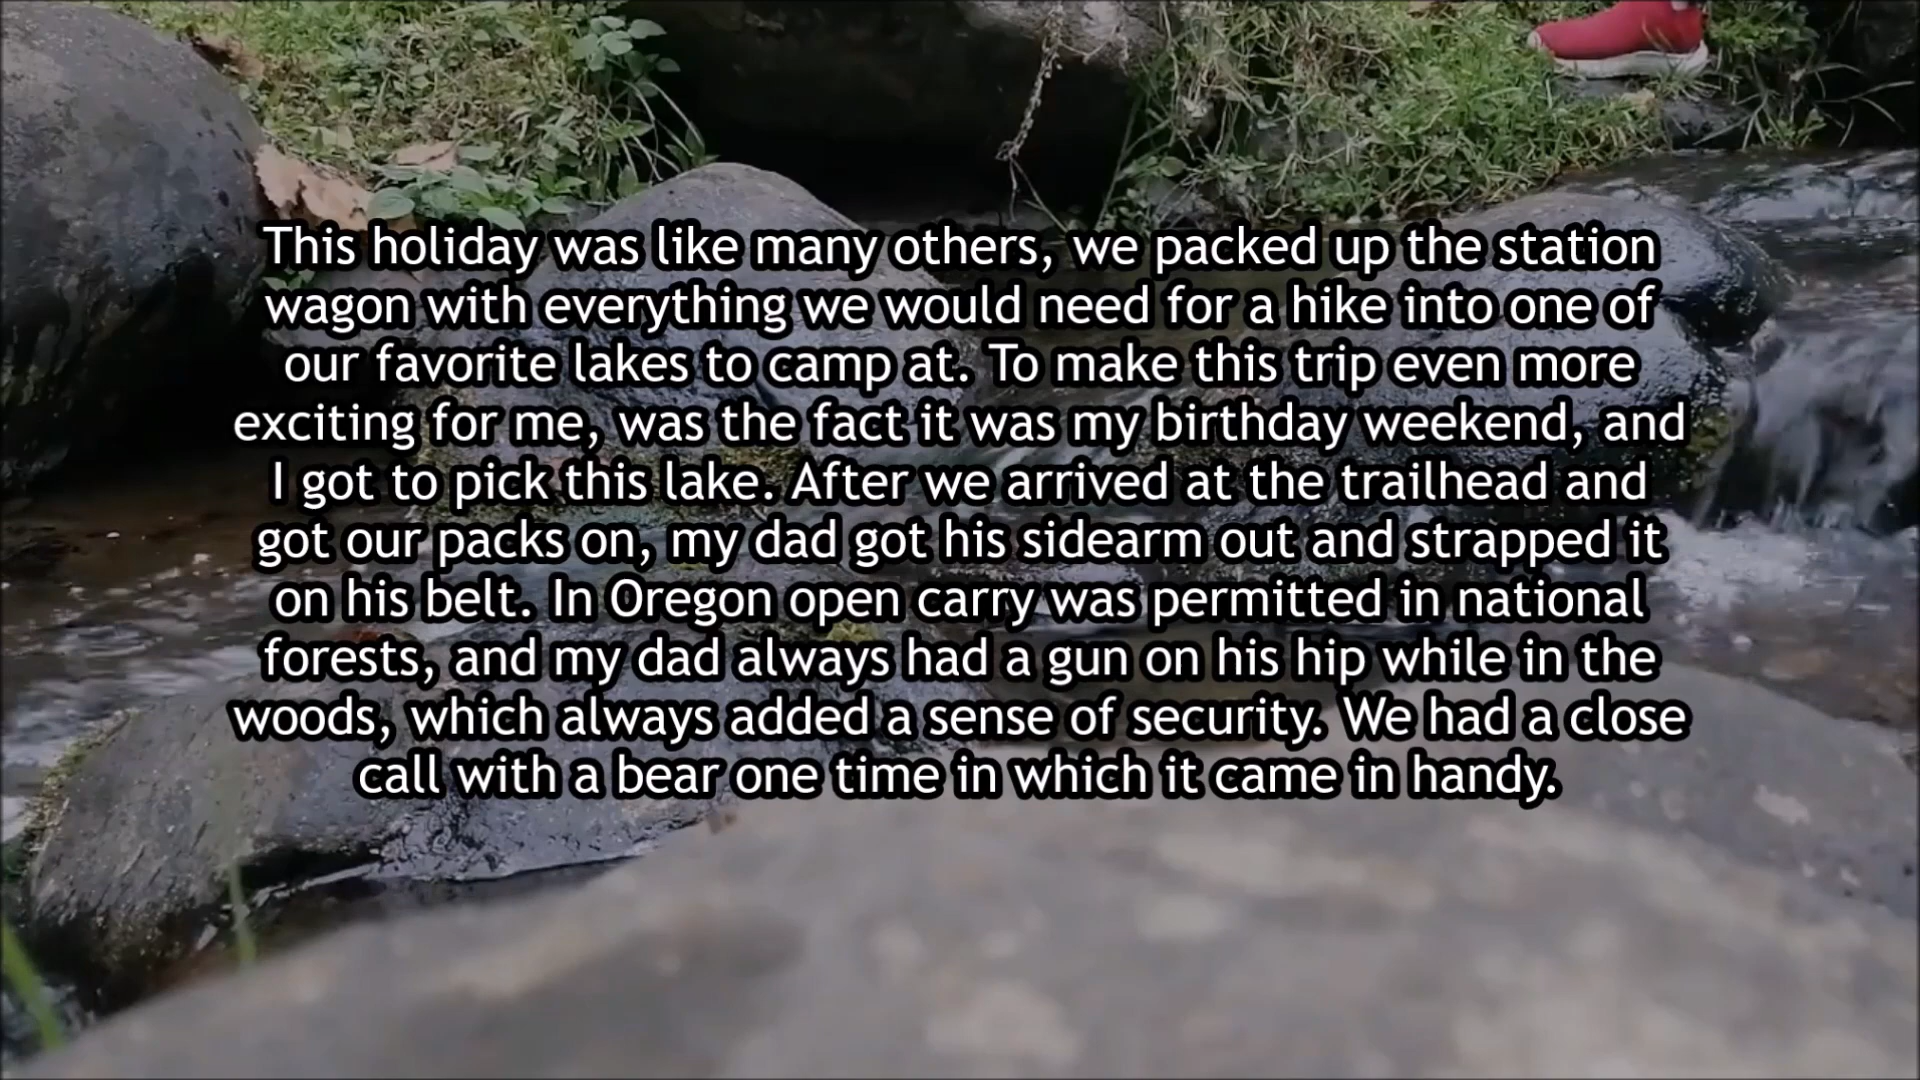 This holiday was like many others, we packed up the station
wagon with everything we would need for a hike into one of
our favorite lakes to camp at. To make this trip even more
exciting for me, was the fact it was my birthday weekend, and
I got to pick this lake. After we arrived at the trailhead and
got our packs on, my dad got his sidearm out and strapped it
on his belt. In Oregon open carry was permitted in national
forests, and my dad always had a gun on his hip while in the
woods, which always added a sense of security. We had a close
call with a bear one time in which it came in handy.